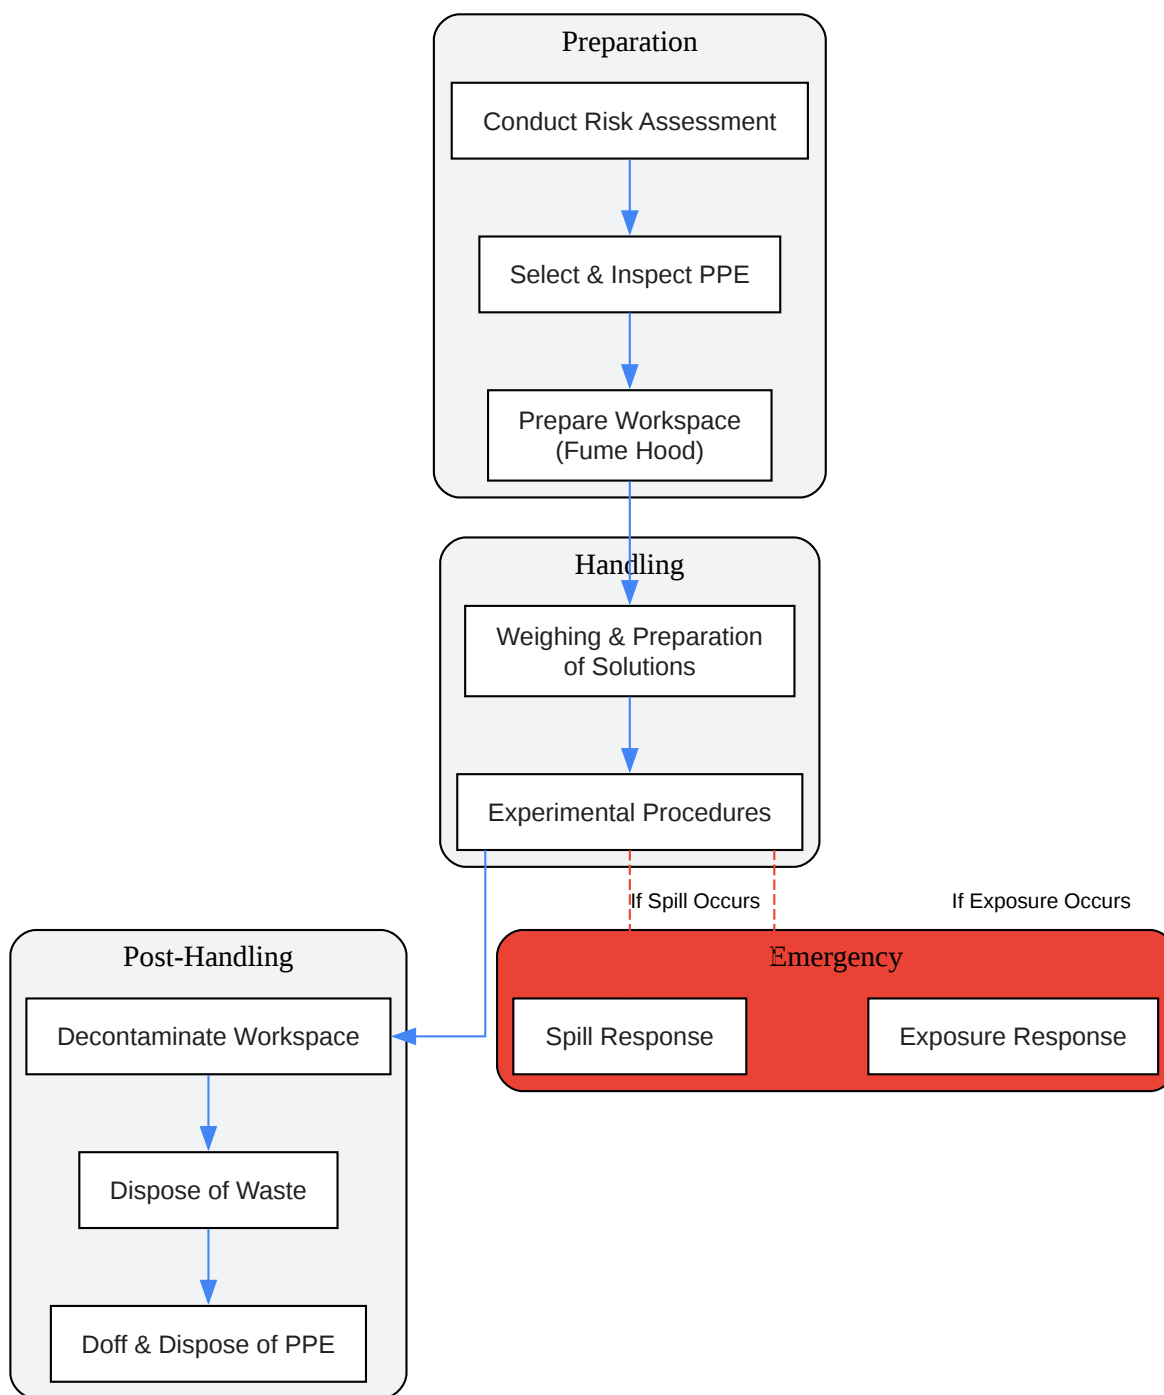 Preparation
Conduct Risk Assessment
Select & Inspect PPE
Prepare Workspace
(Fume Hood)
Handling
Weighing & Preparation
of Solutions
Experimental Procedures
If Spill Occurs
If Exposure Occurs
Post-Handling
Decontaminate Workspace
Dispose of Waste
Doff & Dispose of PPE
Emergency
Spill Response
Exposure Response